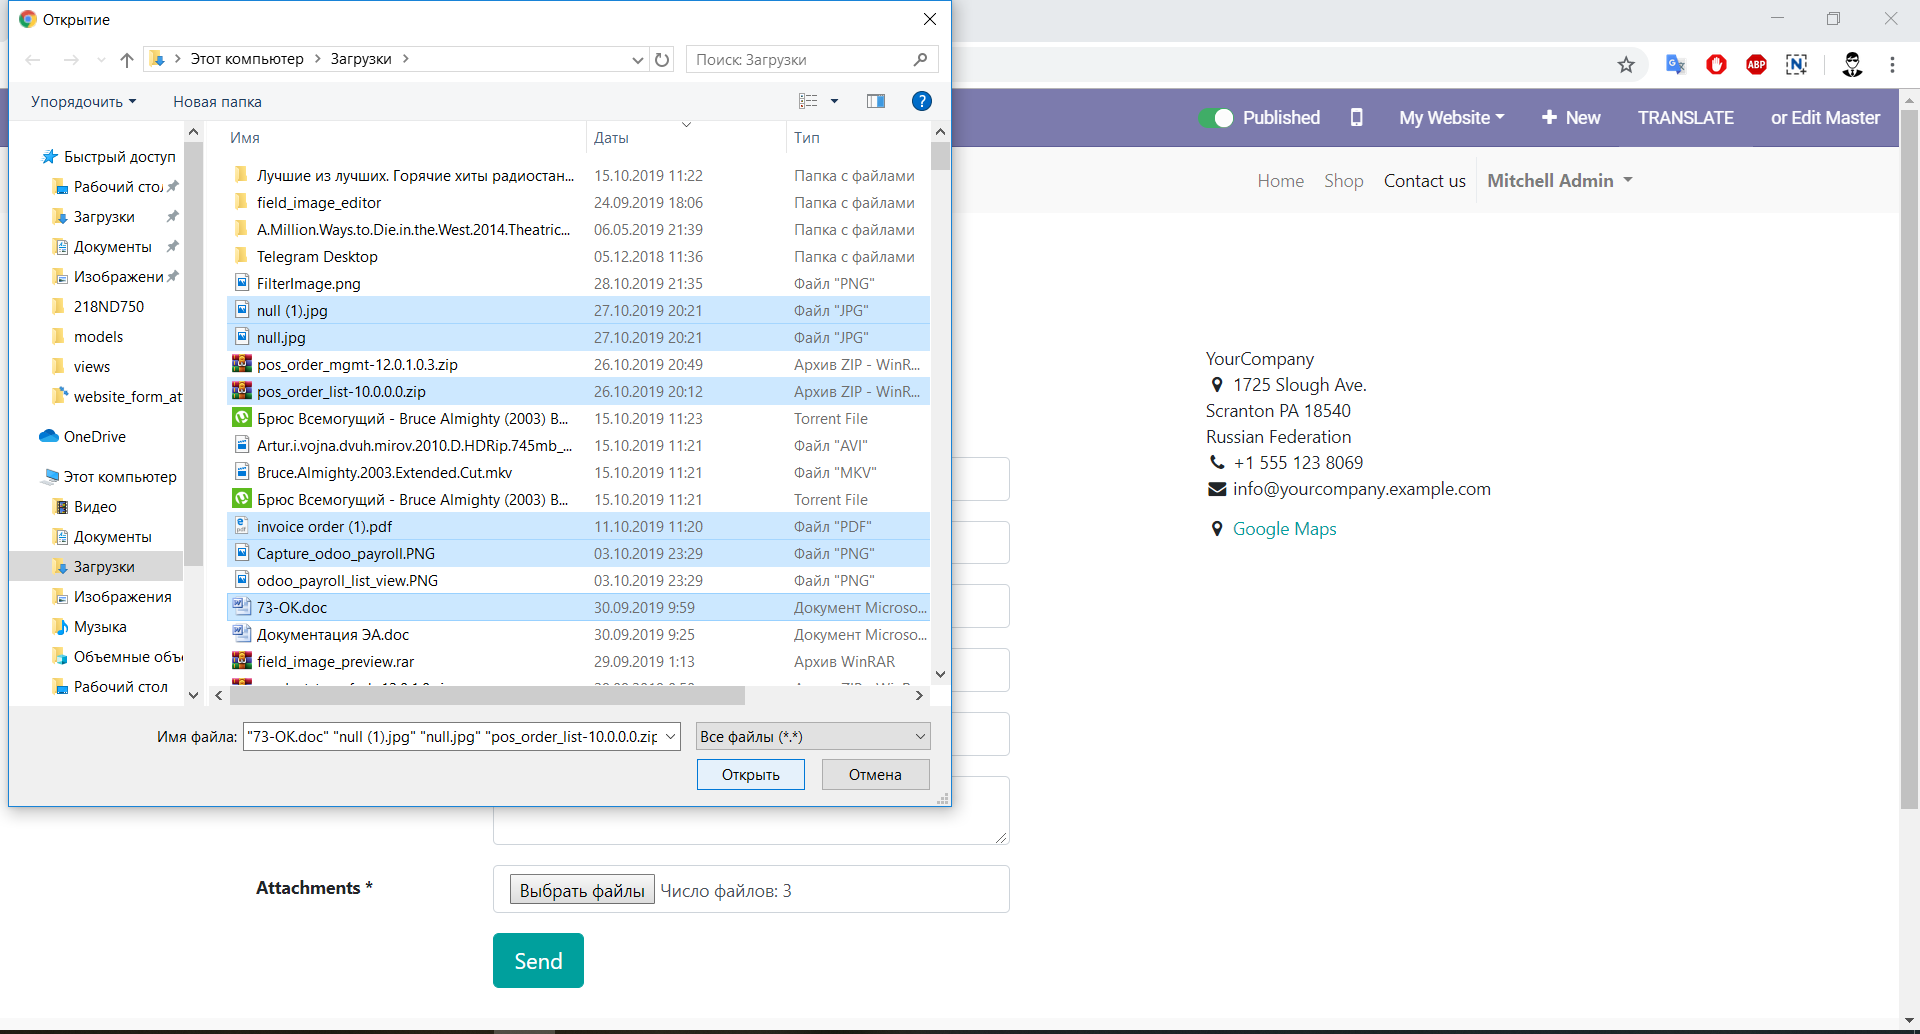 Открытие
Этот компьютер
Загрузки
Поиск: Загрузки
Упорядочить
Новая папка
Имя
Даты
Тип
Быстрый доступ
Рабочий стол
Загрузки
Документы
Изображени
218ND750
models
views
website_form_at
OneDrive
Этот компьютер
Видео
Документы
Загрузки
Изображения
Музыка
Объемные объ
Рабочий стол
Лучшие из лучших. Горячие хиты радиостан... 15.10.2019 11:22 Папка с файлами
field_image_editor 24.09.2019 18:06 Папка с файлами
A.Million.Ways.to.Die.in.the.West.2014.Theatric... 06.05.2019 21:39 Папка с файлами
Telegram Desktop 05.12.2018 11:36 Папка с файлами
FilterImage.png 28.10.2019 21:35 Файл "PNG"
null (1).jpg 27.10.2019 20:21 Файл "JPG"
null.jpg 27.10.2019 20:21 Файл "JPG"
pos_order_mgmt-12.0.1.0.3.zip 26.10.2019 20:49 Архив ZIP - WinR...
pos_order_list-10.0.0.0.zip 26.10.2019 20:12 Архив ZIP - WinR...
Брюс Всемогущий - Bruce Almighty (2003) B... 15.10.2019 11:23 Torrent File
Artur.i.vojna.dvuh.mirov.2010.D.HDRip.745mb_... 15.10.2019 11:21 Файл "AVI"
Bruce.Almighty.2003.Extended.Cut.mkv 15.10.2019 11:21 Файл "MKV"
Брюс Всемогущий - Bruce Almighty (2003) B... 15.10.2019 11:21 Torrent File
invoice order (1).pdf 11.10.2019 11:20 Файл "PDF"
Capture_odoo_payroll.PNG 03.10.2019 23:29 Файл "PNG"
odoo_payroll_list_view.PNG 03.10.2019 23:29 Файл "PNG"
73-OK.doc 30.09.2019 9:59 Документ Microso...
Документация ЭА.doc 30.09.2019 9:25 Документ Microso...
field_image_preview.rar 29.09.2019 1:13 Архив WinRAR
Имя файла:
"73-OK.doc" "null (1).jpg" "null.jpg" "pos_order_list-10.0.0.0.zip
Все файлы (*.*)
Открыть
Отмена
ABP
Published
My Website
New
TRANSLATE
or Edit Master
Home
Shop
Contact us
Mitchell Admin
YourCompany
1725 Slough Ave.
Scranton PA 18540
Russian Federation
+1 555 123 8069
info@yourcompany.example.com
Google Maps
Attachments *
Выбрать файлы
Число файлов: 3
Send